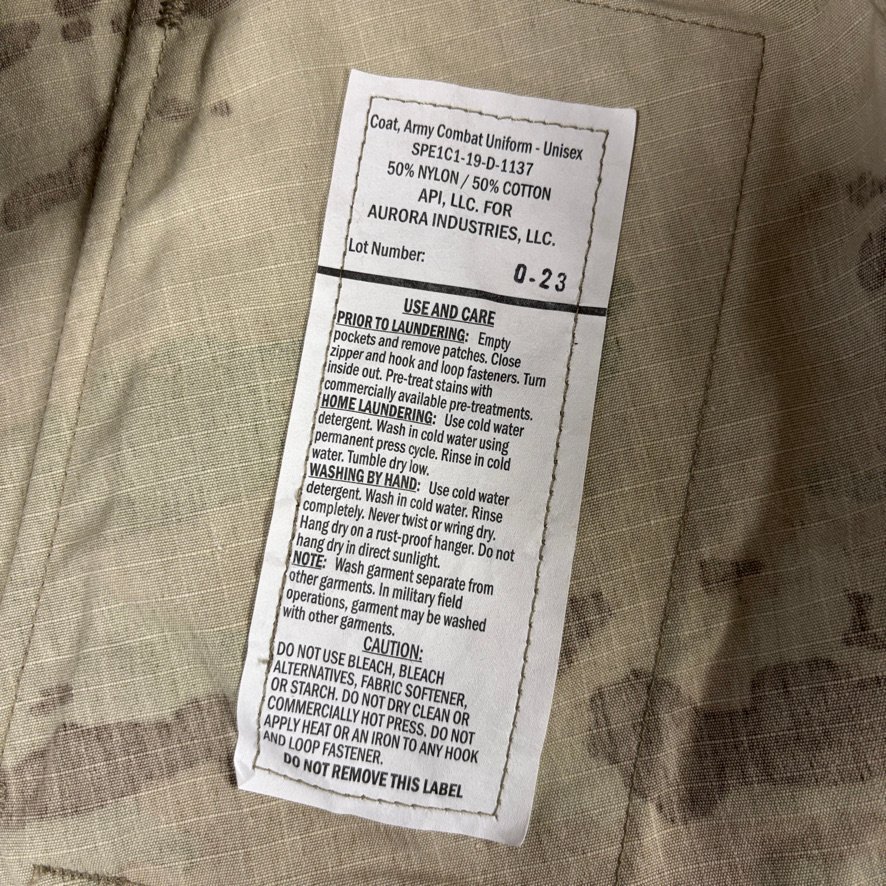 Coat, Army Combat Uniform - Unisex
SPE1C1-19-D-1137
50% NYLON / 50% COTTON
API, LLC. FOR
AURORA INDUSTRIES, LLC.
Lot Number: 0-23
USE AND CARE
PRIOR TO LAUNDERING: Empty
pockets and remove patches. Close
zipper and hook and loop fasteners. Turn
inside out. Pre-treat stains with
commercially available pre-treatments.
HOME LAUNDERING: Use cold water
detergent. Wash in cold water using
permanent press cycle. Rinse in cold
water. Tumble dry low.
WASHING BY HAND: Use cold water
detergent. Wash in cold water. Rinse
completely. Never twist or wring dry.
Hang dry on a rust-proof hanger. Do not
hang dry in direct sunlight.
NOTE: Wash garment separate from
other garments. In military field
operations, garment may be washed
with other garments.
CAUTION:
DO NOT USE BLEACH, BLEACH
ALTERNATIVES, FABRIC SOFTENER,
OR STARCH. DO NOT DRY CLEAN OR
COMMERCIALLY HOT PRESS. DO NOT
APPLY HEAT OR AN IRON TO ANY HOOK
AND LOOP FASTENER.
DO NOT REMOVE THIS LABEL